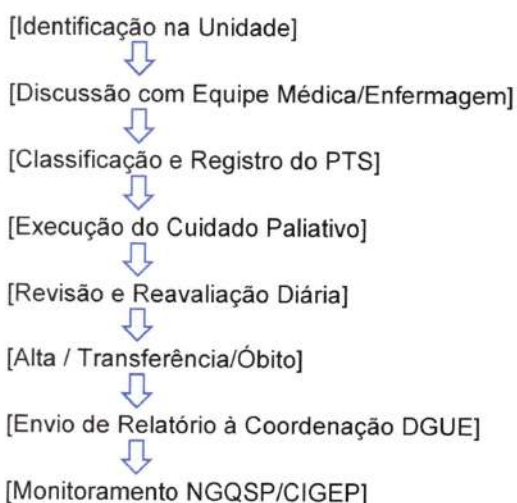 [Identificação na Unidade]
[Discussão com Equipe Médica/Enfermagem]
[Classificação e Registro do PTS]
[Execução do Cuidado Paliativo]
[Revisão e Reavaliação Diária]
[Alta / Transferência/Óbito]
[Envio de Relatório à Coordenação DGUE]
[Monitoramento NGQSP/CIGEP]